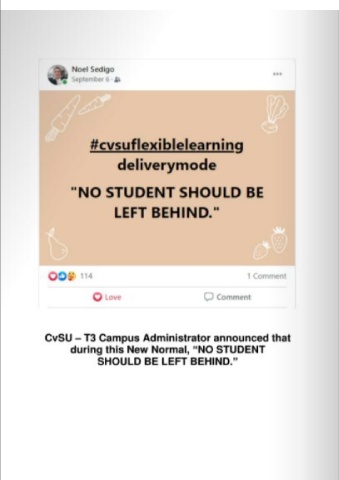 Noel Sedigo
September 6 ·
#cvsuflexiblelearning
deliverymode
"NO STUDENT SHOULD BE
LEFT BEHIND."
114
1 Comment
Love
Comment
CvSU – T3 Campus Administrator announced that
during this New Normal, “NO STUDENT
SHOULD BE LEFT BEHIND.”